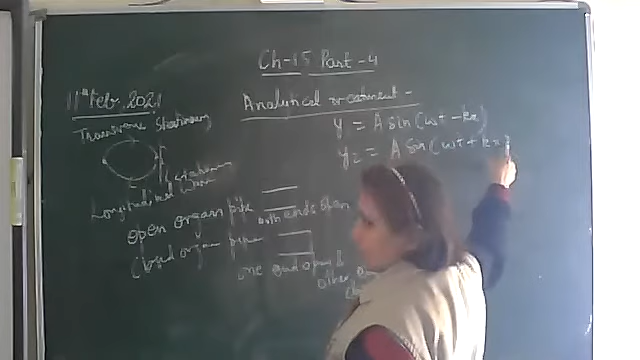 Ch-15 Part-4
11th Feb. 2021
Transverse Stationary
Longitudinal Wave
open organ pipe both ends open
closed organ pipe
one end open &
other
Analytical treatment -
y = A sin (ωt - kx)
y2 = A sin (ωt + kx)